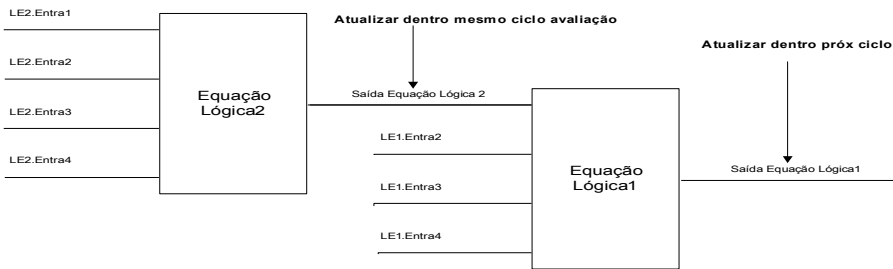 LE2.Entra1
Atualizar dentro mesmo ciclo avaliação
Atualizar dentro próx ciclo
LE2.Entra2
Equação
Lógica2
Saída Equação Lógica 2
LE2.Entra3
LE1.Entra2
LE2.Entra4
Equação
Lógica1
Saída Equação Lógica1
LE1.Entra3
LE1.Entra4